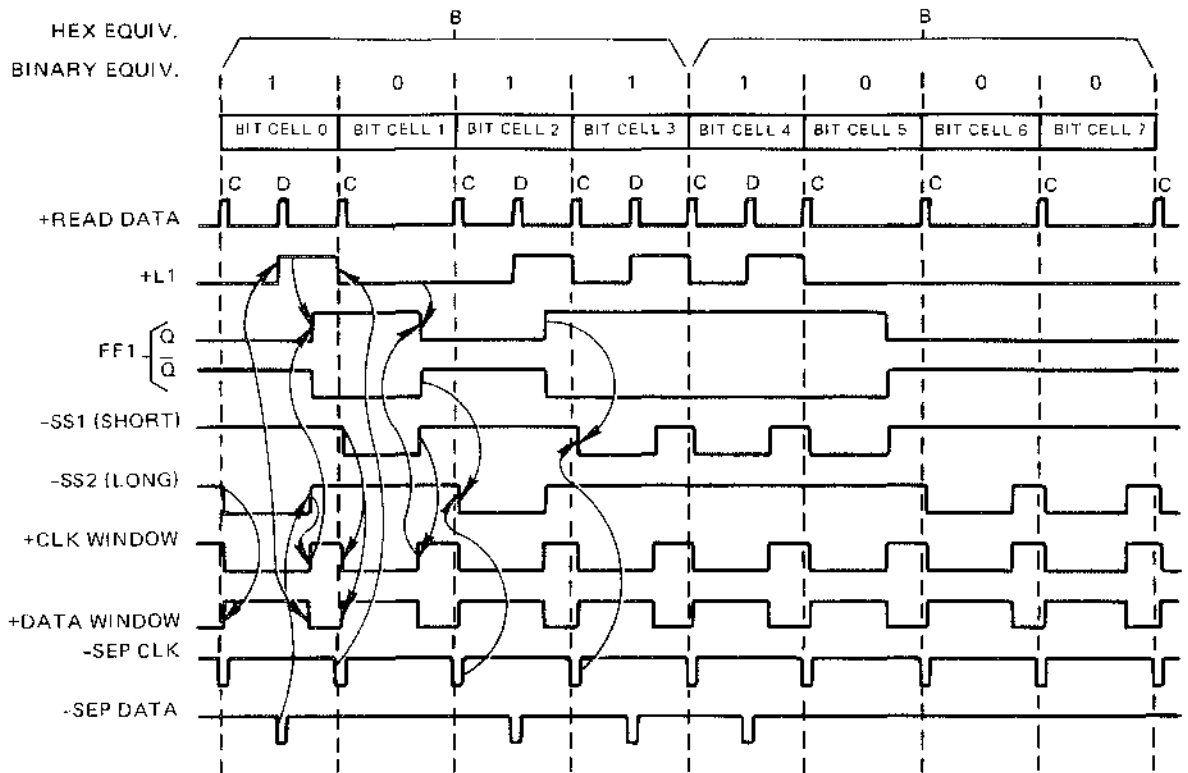 B B
HEX EQUIV.
BINARY EQUIV.
1 0 1 1 1 0 0 0
BIT CELL 0 BIT CELL 1 BIT CELL 2 BIT CELL 3 BIT CELL 4 BIT CELL 5 BIT CELL 6 BIT CELL 7
C D C C D C D C D C C C C
+READ DATA
+L1
FF1 Q
Q̅
-SS1 (SHORT)
-SS2 (LONG)
+CLK WINDOW
+DATA WINDOW
-SEP CLK
-SEP DATA